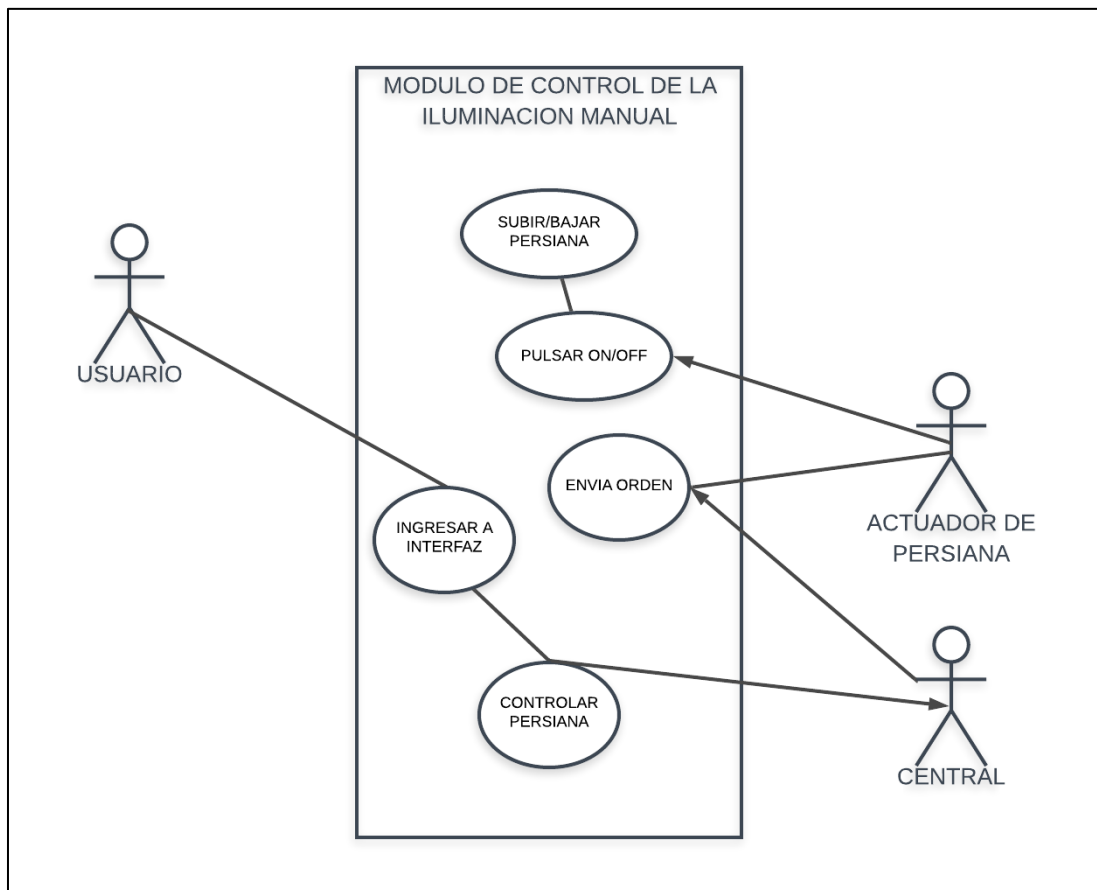 MODULO DE CONTROL DE LA
ILUMINACION MANUAL
SUBIR/BAJAR
PERSIANA
PULSAR ON/OFF
USUARIO
ENVIA ORDEN
ACTUADOR DE
PERSIANA
INGRESAR A
INTERFAZ
CONTROLAR
PERSIANA
CENTRAL